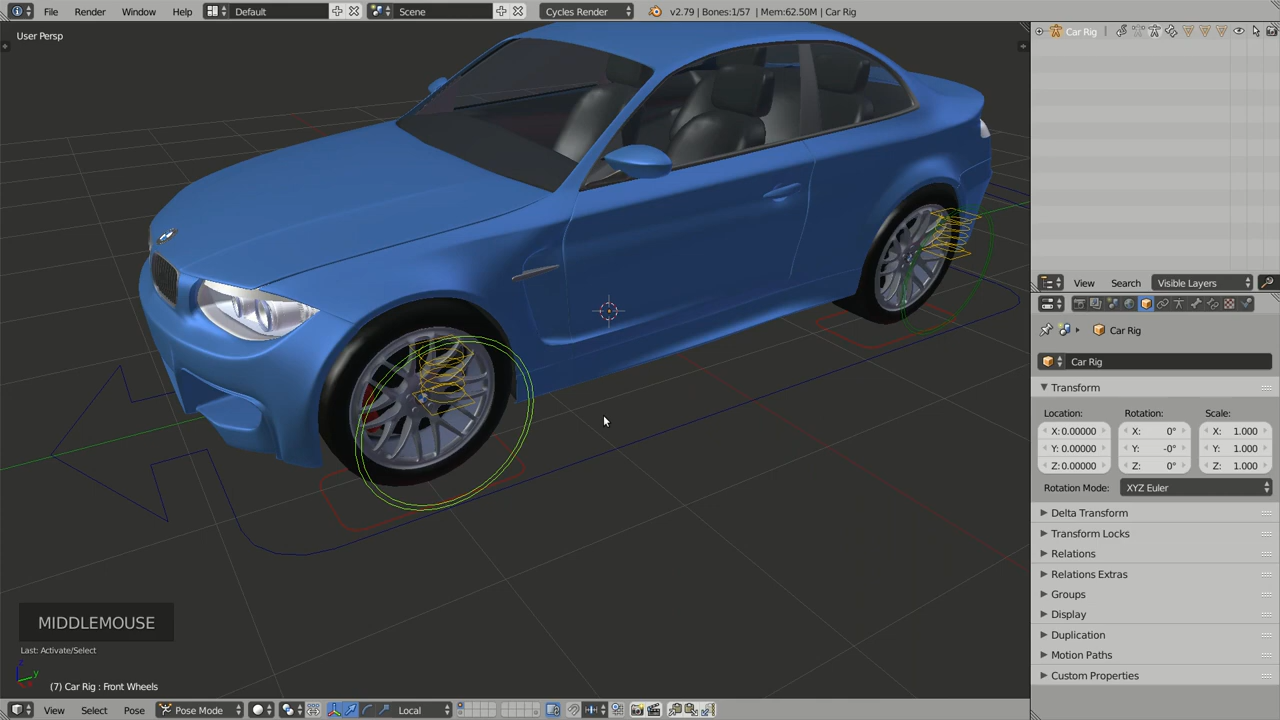 File Render Window Help Default Scene Cycles Render v2.79 | Bones:1/57 | Mem:62.50M | Car Rig
User Persp
Car Rig
View Search Visible Layers
Car Rig
Car Rig
Transform
Location: Rotation: Scale:
X: 0.00000 X: 0° X: 1.000
Y: 0.00000 Y: -0° Y: 1.000
Z: 0.00000 Z: 0° Z: 1.000
Rotation Mode: XYZ Euler
Delta Transform
Transform Locks
Relations
Relations Extras
Groups
Display
Duplication
Motion Paths
Custom Properties
MIDDLEMOUSE
Last: Activate/Select
z
y
(7) Car Rig : Front Wheels
View Select Pose Pose Mode Local